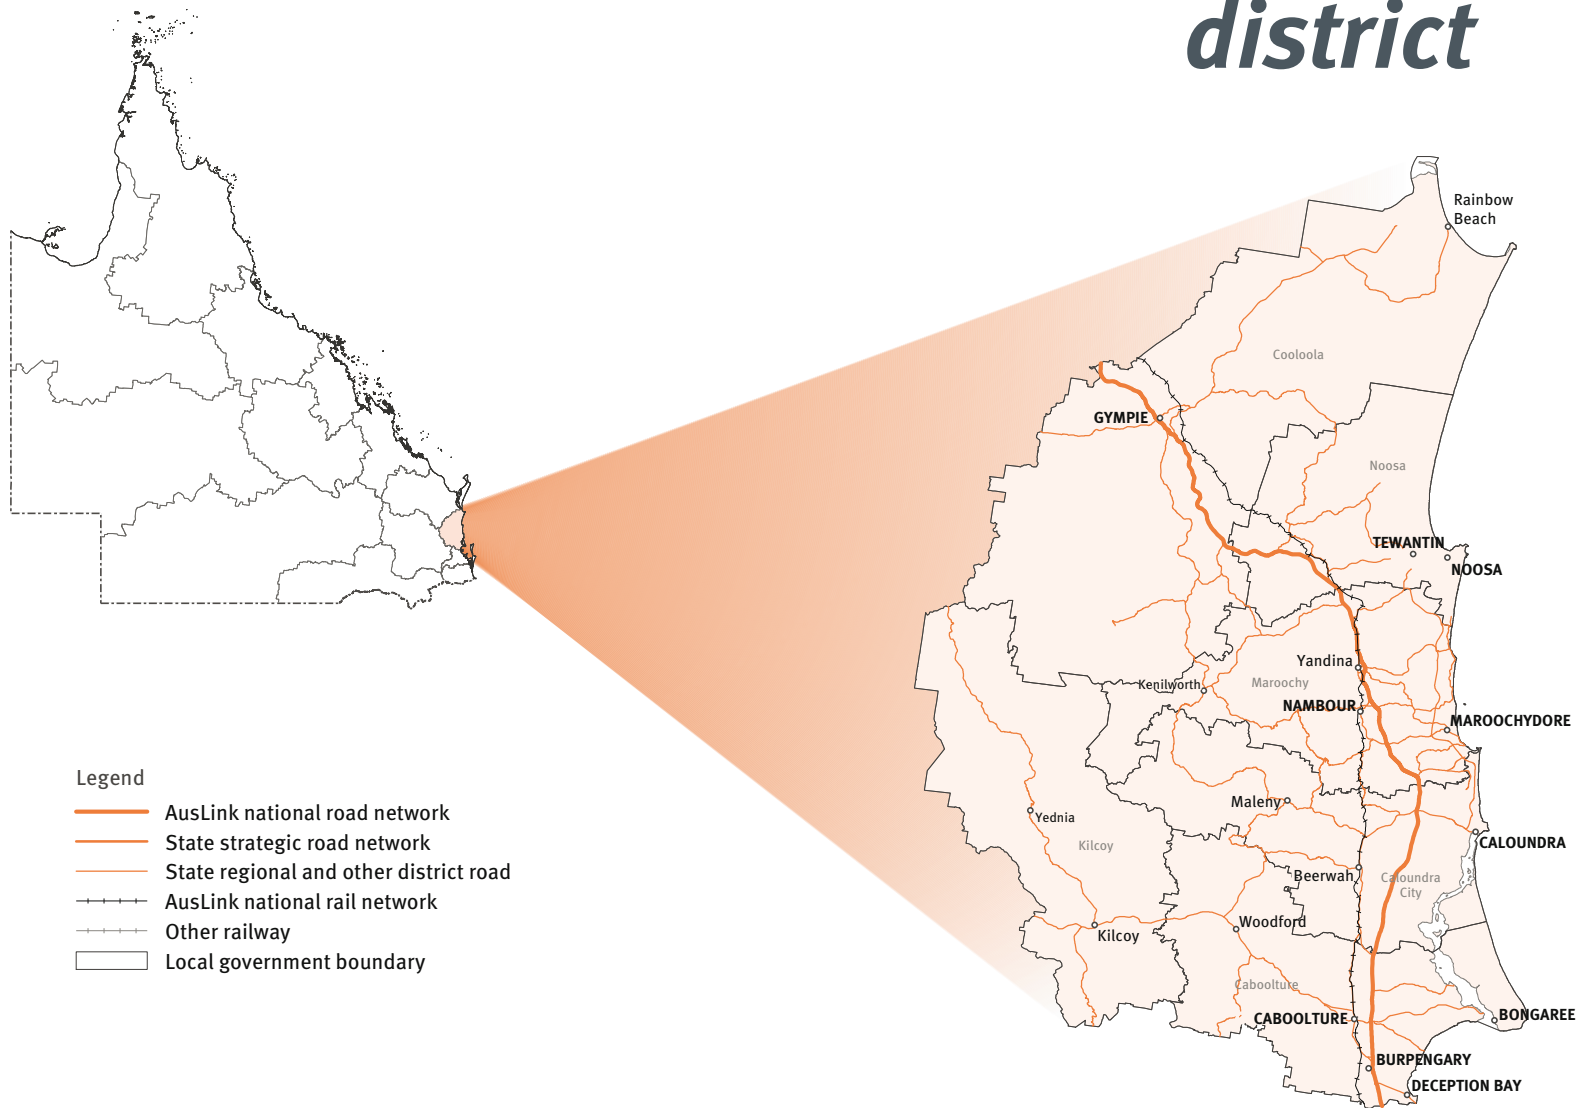 district
Rainbow
Beach
Cooloola
GYMPIE
Noosa
TEWANTIN
NOOSA
Yandina
Kenilworth
Maroochy
NAMBOUR
MAROOCHYDORE
Maleny
Yednia
Kilcoy
CALOUNDRA
Beerwah
Caloundra
City
Woodford
Kilcoy
Caboolture
CABOOLTURE
BONGAREE
BURPENGARY
DECEPTION BAY
Legend
AusLink national road network
State strategic road network
State regional and other district road
AusLink national rail network
Other railway
Local government boundary